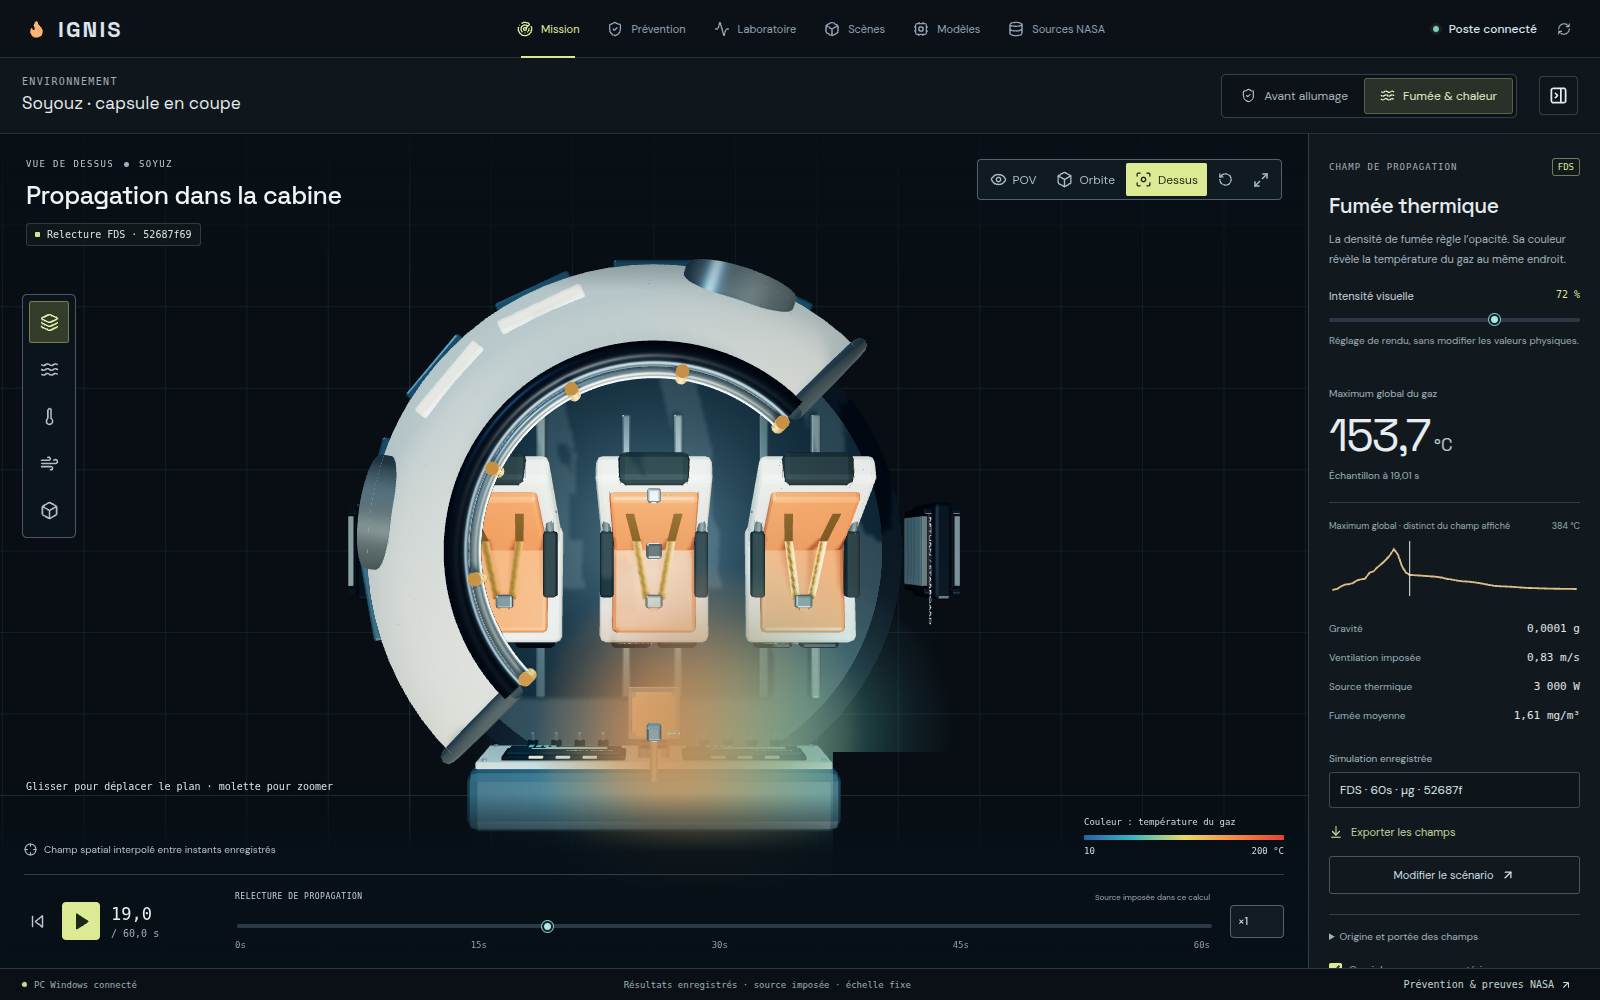 IGNIS
Mission
Prévention
Laboratoire
Scènes
Modèles
Sources NASA
Poste connecté
ENVIRONNEMENT
Soyouz · capsule en coupe
Avant allumage
Fumée & chaleur
VUE DE DESSUS • SOYUZ
Propagation dans la cabine
Relecture FDS · 52687f69
POV
Orbite
Dessus
Glisser pour déplacer le plan · molette pour zoomer
Champ spatial interpolé entre instants enregistrés
Couleur : température du gaz
10
200 °C
19,0
/ 60,0 s
RELECTURE DE PROPAGATION
Source imposée dans ce calcul
0s
15s
30s
45s
60s
×1
CHAMP DE PROPAGATION
FDS
Fumée thermique
La densité de fumée règle l'opacité. Sa couleur
révèle la température du gaz au même endroit.
Intensité visuelle
72 %
Réglage de rendu, sans modifier les valeurs physiques.
Maximum global du gaz
153,7 °C
Échantillon à 19,01 s
Maximum global · distinct du champ affiché
384 °C
Gravité
0,0001 g
Ventilation imposée
0,83 m/s
Source thermique
3 000 W
Fumée moyenne
1,61 mg/m³
Simulation enregistrée
FDS · 60s · µg · 52687f
Exporter les champs
Modifier le scénario
Origine et portée des champs
PC Windows connecté
Résultats enregistrés · source imposée · échelle fixe
Prévention & preuves NASA